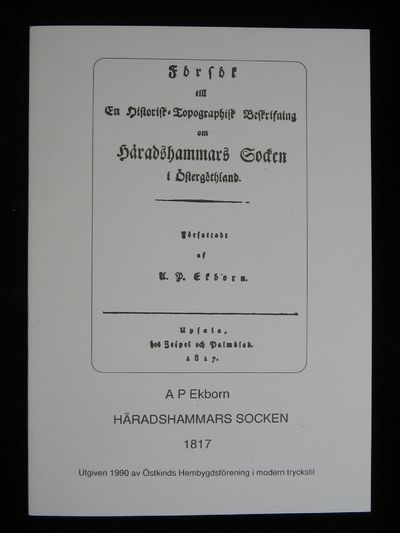 Försök
till
En Historisk-Topographisk Beskrifning
om
Häradshammars Socken
i Östergöthland.
Författadt
af
A. P. Ekborn.
Upsala,
hos Zeipel och Palmblad.
1817.
A P Ekborn
HÄRADSHAMMARS SOCKEN
1817
Utgiven 1990 av Östkinds Hembygdsförening i modern tryckstil